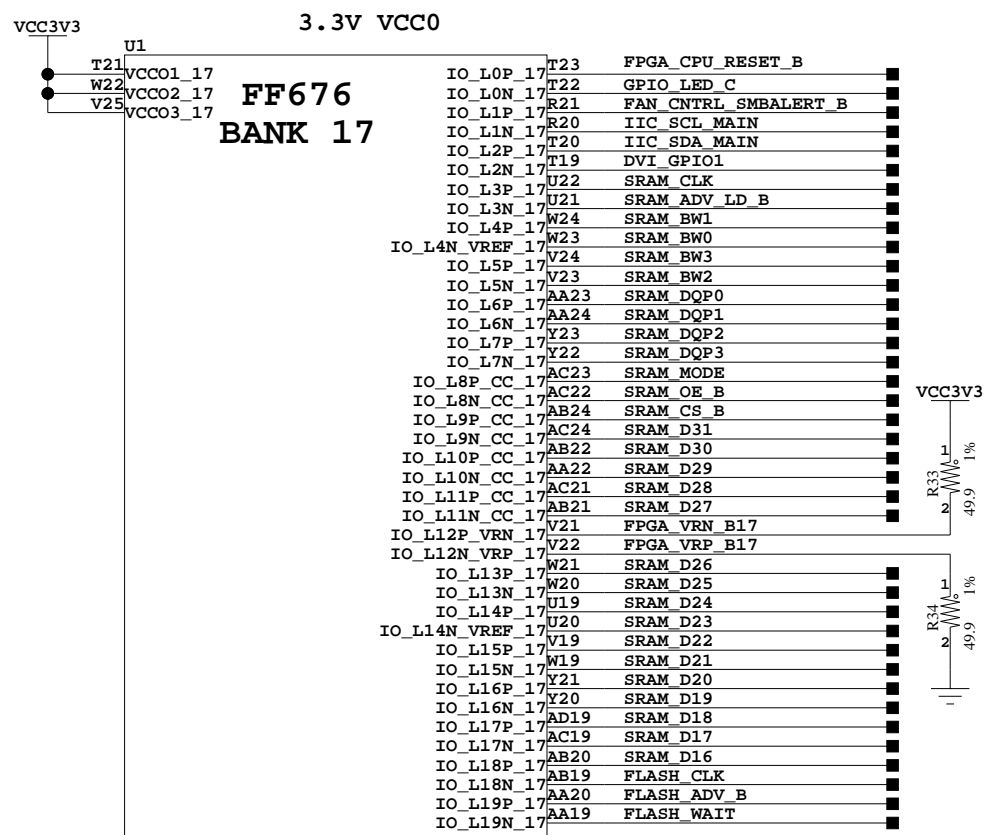 3.3V VCC0
VCC3V3
U1
T21 VCCO1_17
W22 VCCO2_17
V25 VCCO3_17
FF676
BANK 17
IO_L0P_17 T23 FPGA_CPU_RESET_B
IO_L0N_17 T22 GPIO_LED_C
IO_L1P_17 R21 FAN_CNTRL_SMBALERT_B
IO_L1N_17 R20 IIC_SCL_MAIN
IO_L2P_17 T20 IIC_SDA_MAIN
IO_L2N_17 T19 DVI_GPIO1
IO_L3P_17 U22 SRAM_CLK
IO_L3N_17 U21 SRAM_ADV_LD_B
IO_L4P_17 W24 SRAM_BW1
IO_L4N_VREF_17 W23 SRAM_BW0
IO_L5P_17 V24 SRAM_BW3
IO_L5N_17 V23 SRAM_BW2
IO_L6P_17 AA23 SRAM_DQP0
IO_L6N_17 AA24 SRAM_DQP1
IO_L7P_17 Y23 SRAM_DQP2
IO_L7N_17 Y22 SRAM_DQP3
IO_L8P_CC_17 AC23 SRAM_MODE
IO_L8N_CC_17 AC22 SRAM_OE_B
IO_L9P_CC_17 AB24 SRAM_CS_B
IO_L9N_CC_17 AC24 SRAM_D31
IO_L10P_CC_17 AB22 SRAM_D30
IO_L10N_CC_17 AA22 SRAM_D29
IO_L11P_CC_17 AC21 SRAM_D28
IO_L11N_CC_17 AB21 SRAM_D27
IO_L12P_VRN_17 V21 FPGA_VRN_B17
IO_L12N_VRP_17 V22 FPGA_VRP_B17
IO_L13P_17 W21 SRAM_D26
IO_L13N_17 W20 SRAM_D25
IO_L14P_17 U19 SRAM_D24
IO_L14N_VREF_17 U20 SRAM_D23
IO_L15P_17 V19 SRAM_D22
IO_L15N_17 W19 SRAM_D21
IO_L16P_17 Y21 SRAM_D20
IO_L16N_17 Y20 SRAM_D19
IO_L17P_17 AD19 SRAM_D18
IO_L17N_17 AC19 SRAM_D17
IO_L18P_17 AB20 SRAM_D16
IO_L18N_17 AB19 FLASH_CLK
IO_L19P_17 AA20 FLASH_ADV_B
IO_L19N_17 AA19 FLASH_WAIT
VCC3V3
1
R33
1%
49.9
2
1
R34
1%
49.9
2